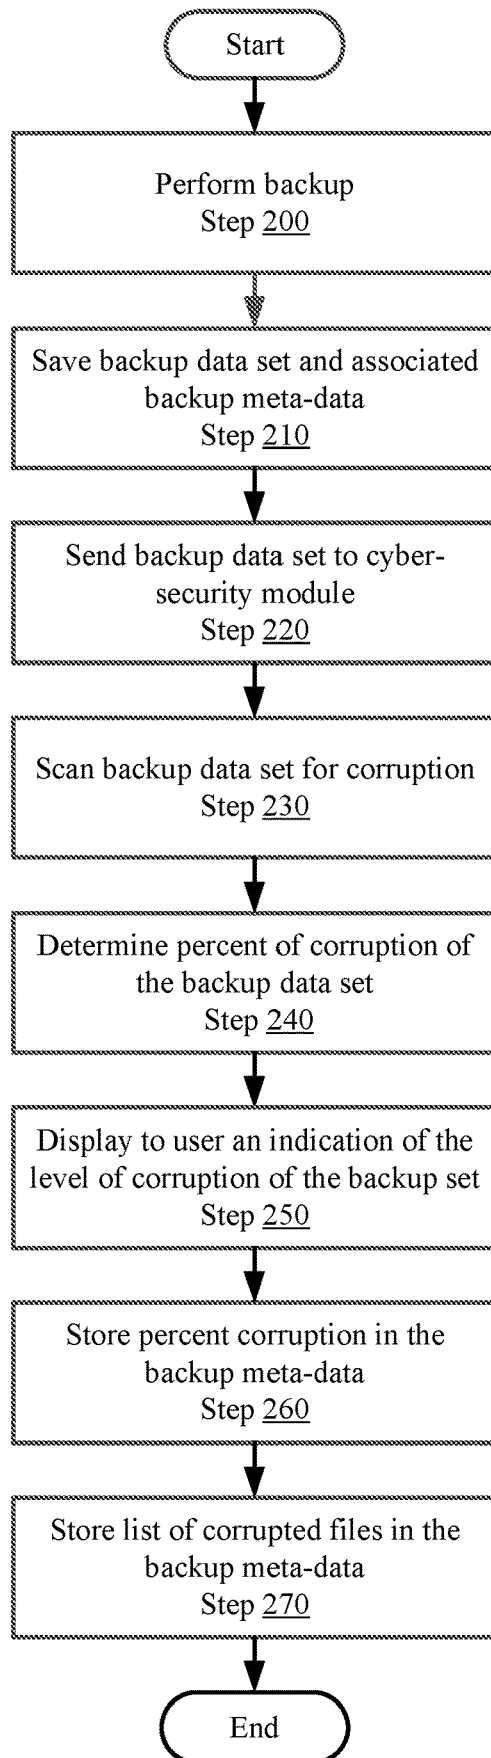 Start
Perform backup
Step 200
Save backup data set and associated
backup meta-data
Step 210
Send backup data set to cyber-
security module
Step 220
Scan backup data set for corruption
Step 230
Determine percent of corruption of
the backup data set
Step 240
Display to user an indication of the
level of corruption of the backup set
Step 250
Store percent corruption in the
backup meta-data
Step 260
Store list of corrupted files in the
backup meta-data
Step 270
End